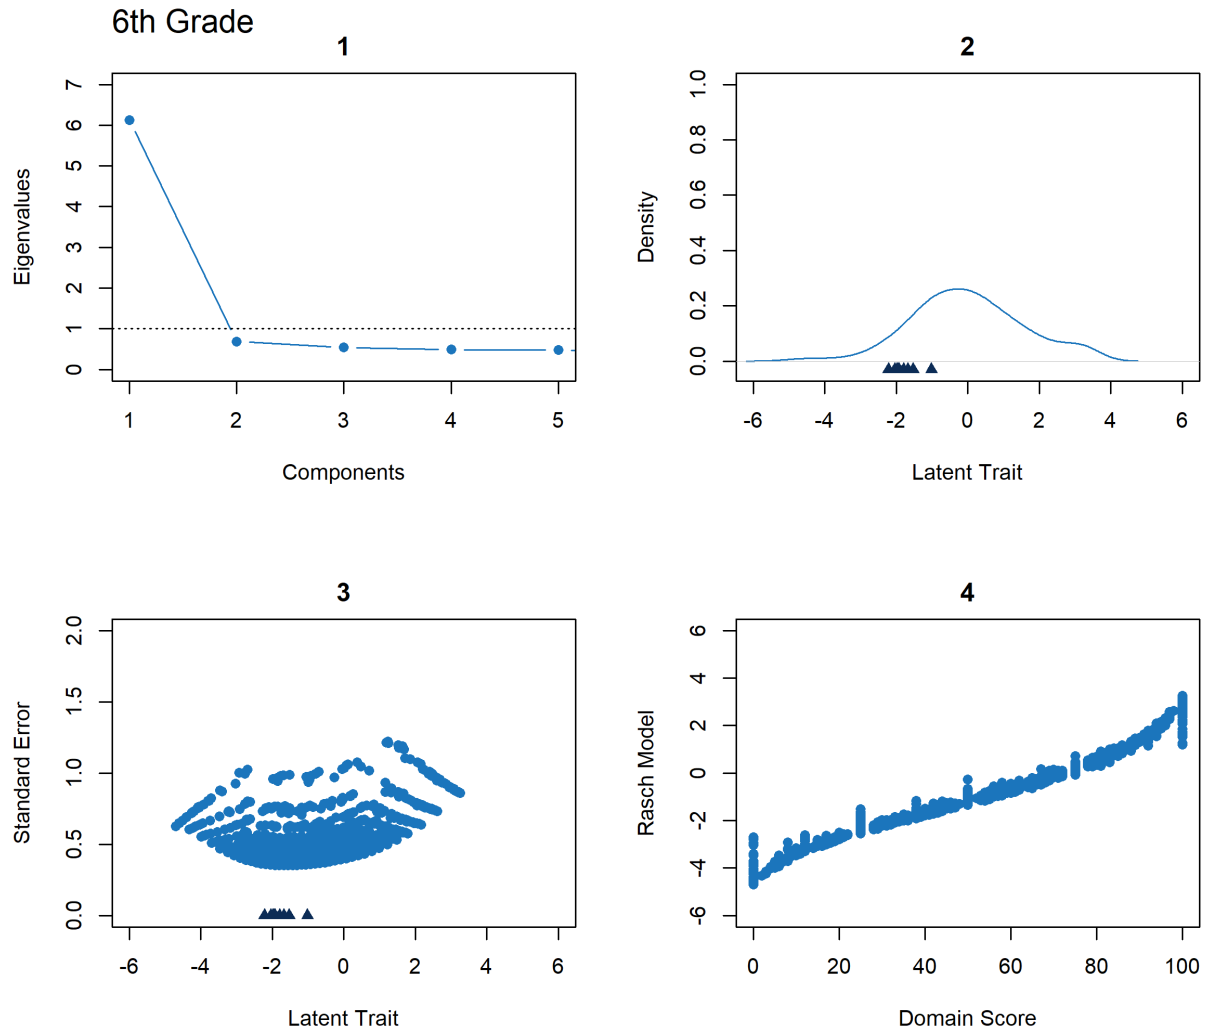 6th Grade
1
7
6
5
4
3
2
1
0
Eigenvalues
1 2 3 4 5
Components
2
1.0
0.8
0.6
0.4
0.2
0.0
Density
-6 -4 -2 0 2 4 6
Latent Trait
3
2.0
1.5
1.0
0.5
0.0
Standard Error
-6 -4 -2 0 2 4 6
Latent Trait
4
6
4
2
0
-2
-4
-6
Rasch Model
0 20 40 60 80 100
Domain Score